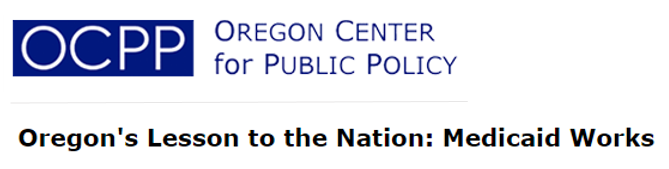 OCPP
OREGON CENTER
for PUBLIC POLICY
Oregon's Lesson to the Nation: Medicaid Works